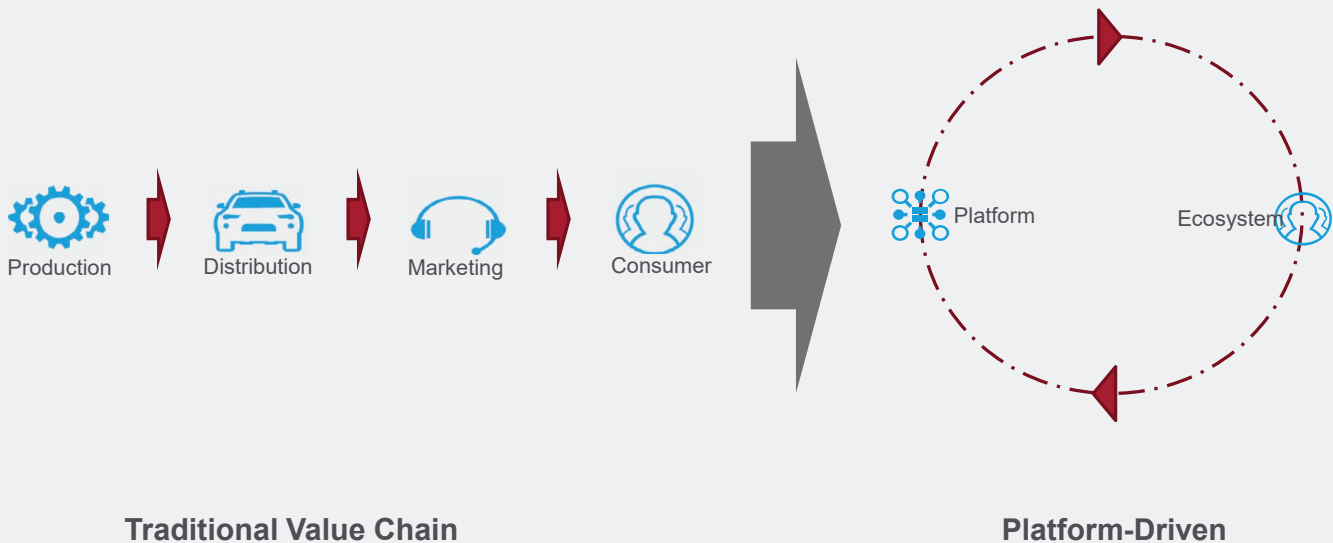 Production
Distribution
Marketing
Consumer
Platform
Ecosystem
Traditional Value Chain
Platform-Driven